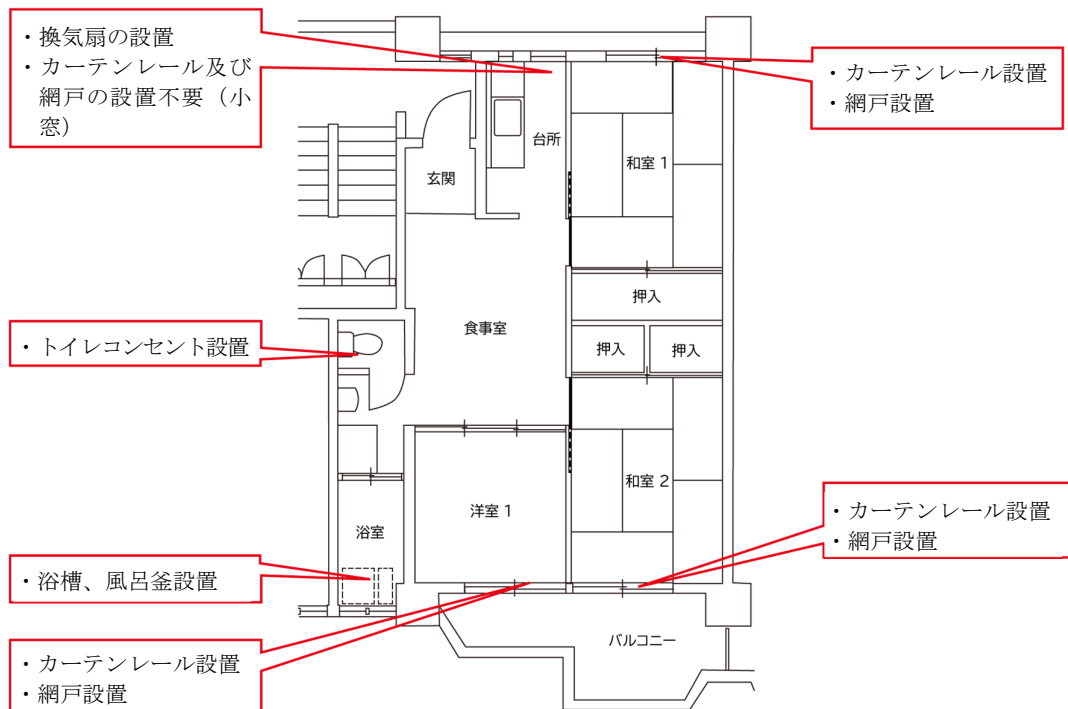 ・換気扇の設置
・カーテンレール及び
網戸の設置不要（小
窓）
・カーテンレール設置
・網戸設置
台所
玄関
和室 1
押入
食事室
押入
押入
・トイレコンセント設置
和室 2
洋室 1
浴室
・カーテンレール設置
・網戸設置
・浴槽、風呂釜設置
バルコニー
・カーテンレール設置
・網戸設置